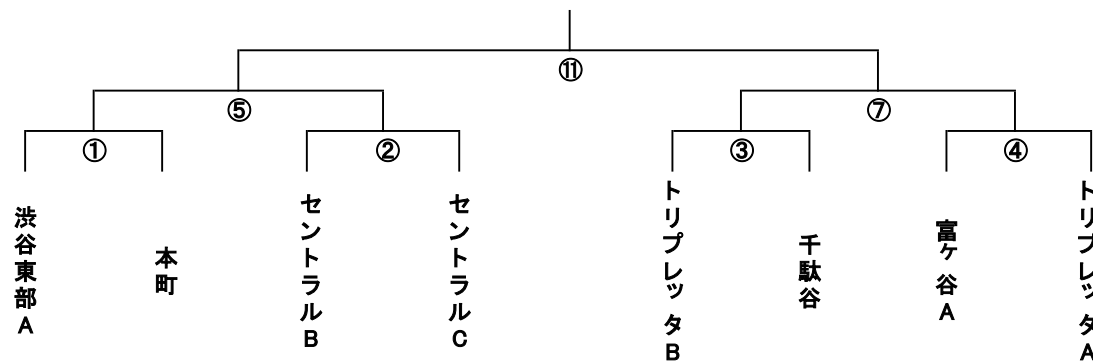 ⑪
⑤
⑦
①
②
③
④
渋谷東部A
本町
セントラルB
セントラルC
トリプレッタB
千駄谷
富ヶ谷A
トリプレッタA